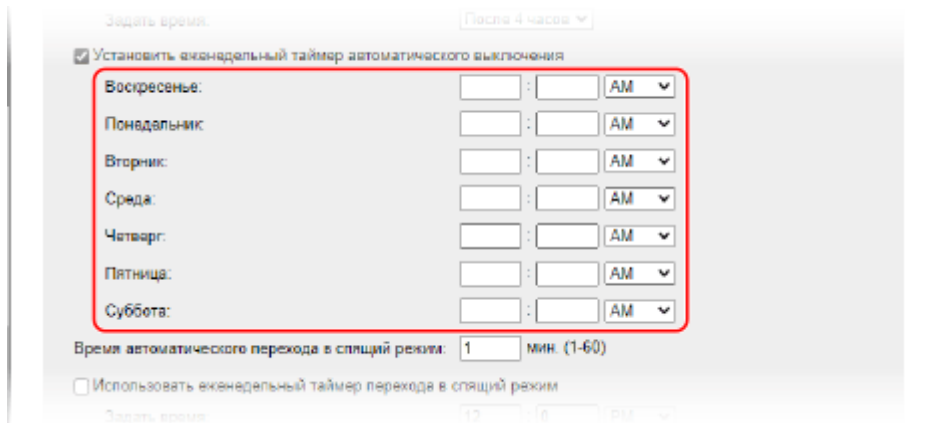 Задать время: После 4 часов
Установить еженедельный таймер автоматического выключения
Воскресенье: : AM
Понедельник: : AM
Вторник: : AM
Среда: : AM
Четверг: : AM
Пятница: : AM
Суббота: : AM
Время автоматического перехода в спящий режим: 1 мин. (1-60)
Использовать еженедельный таймер перехода в спящий режим
Задать время: 12 : 0 PM